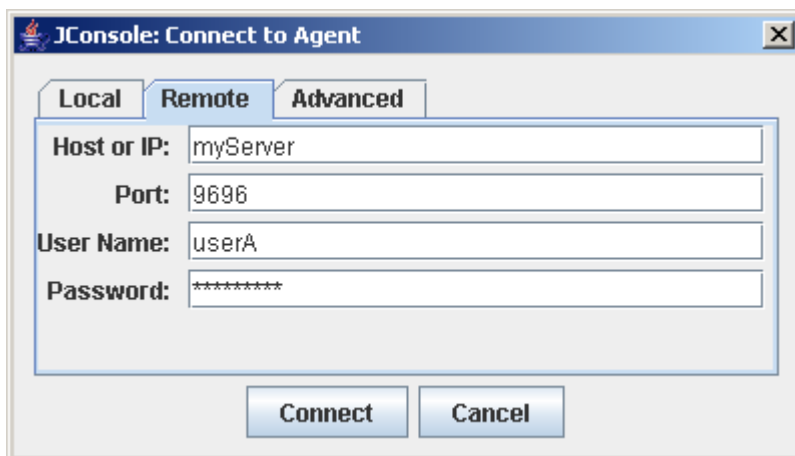 JConsole: Connect to Agent
Local Remote Advanced
Host or IP: myServer
Port: 9696
User Name: userA
Password: *********
Connect Cancel